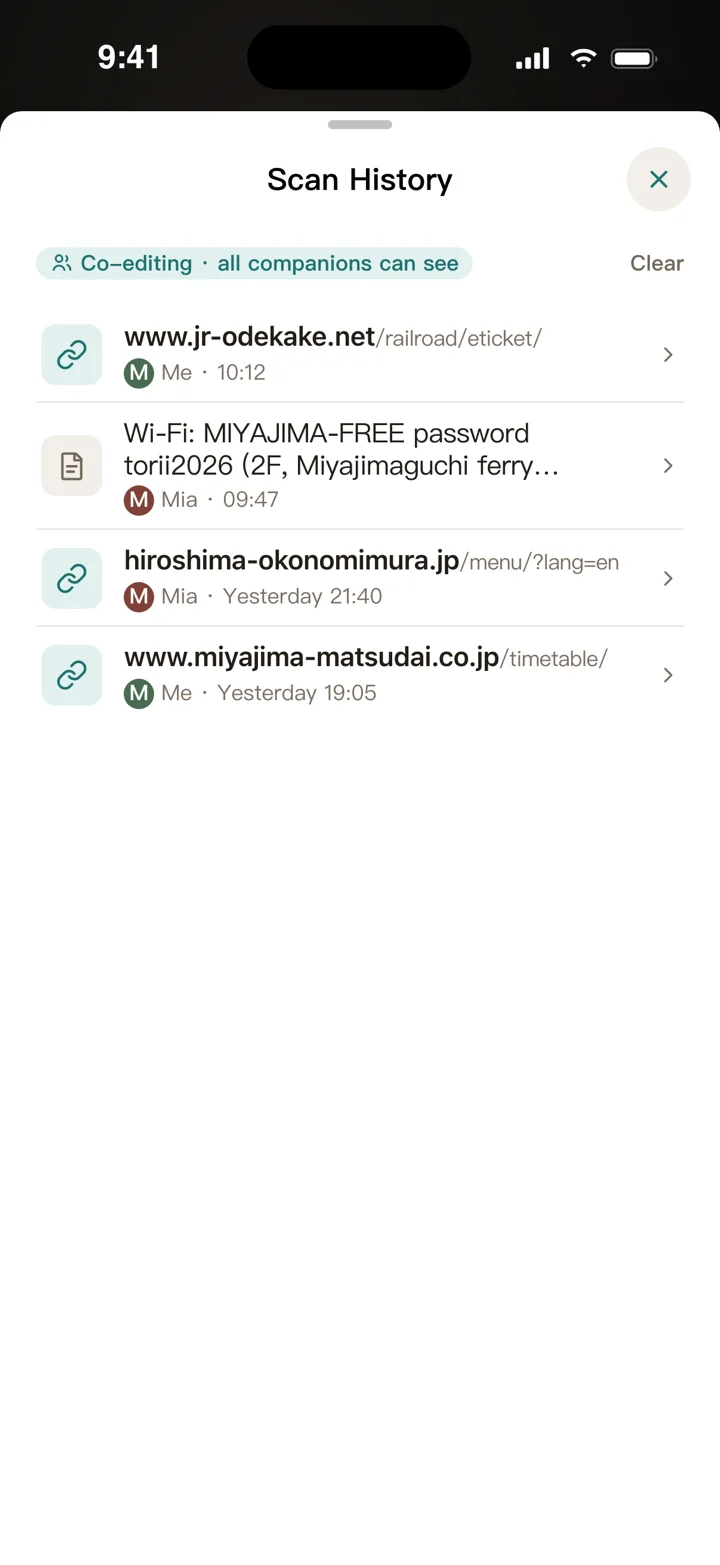 9:41
Scan History
Co-editing · all companions can see
Clear
www.jr-odekake.net/railroad/eticket/
M Me · 10:12
Wi-Fi: MIYAJIMA-FREE password
torii2026 (2F, Miyajimaguchi ferry…
M Mia · 09:47
hiroshima-okonomimura.jp/menu/?lang=en
M Mia · Yesterday 21:40
www.miyajima-matsudai.co.jp/timetable/
M Me · Yesterday 19:05